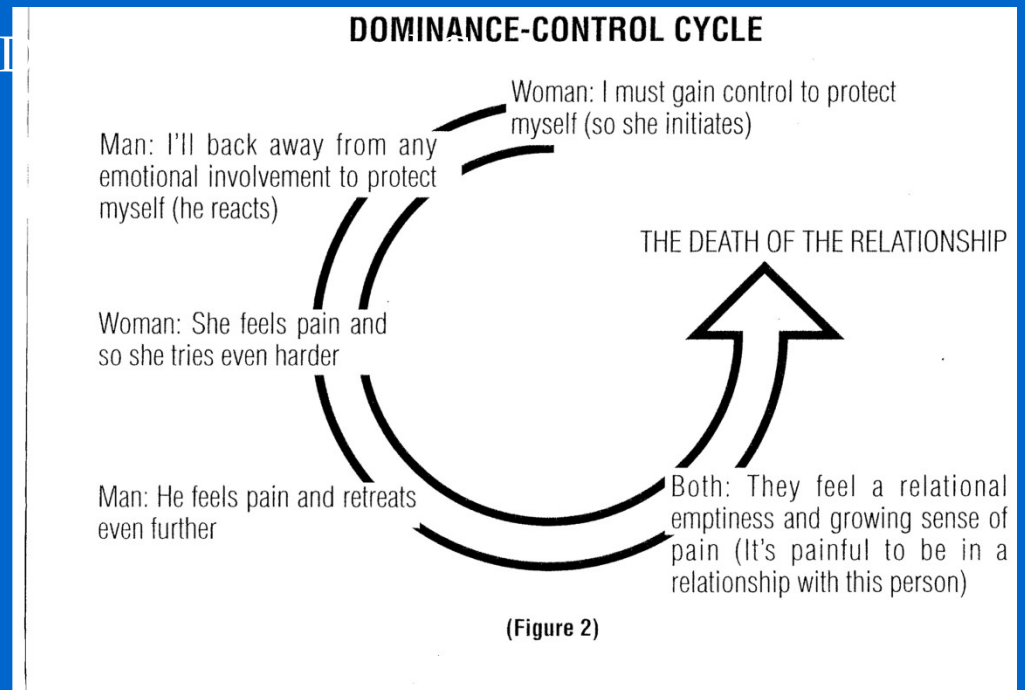 DOMINANCE-CONTROL CYCLE
Woman: I must gain control to protect
myself (so she initiates)
Man: I'll back away from any
emotional involvement to protect
myself (he reacts)
THE DEATH OF THE RELATIONSHIP
Woman: She feels pain and
so she tries even harder
Man: He feels pain and retreats
even further
Both: They feel a relational
emptiness and growing sense of
pain (It's painful to be in a
relationship with this person)
(Figure 2)